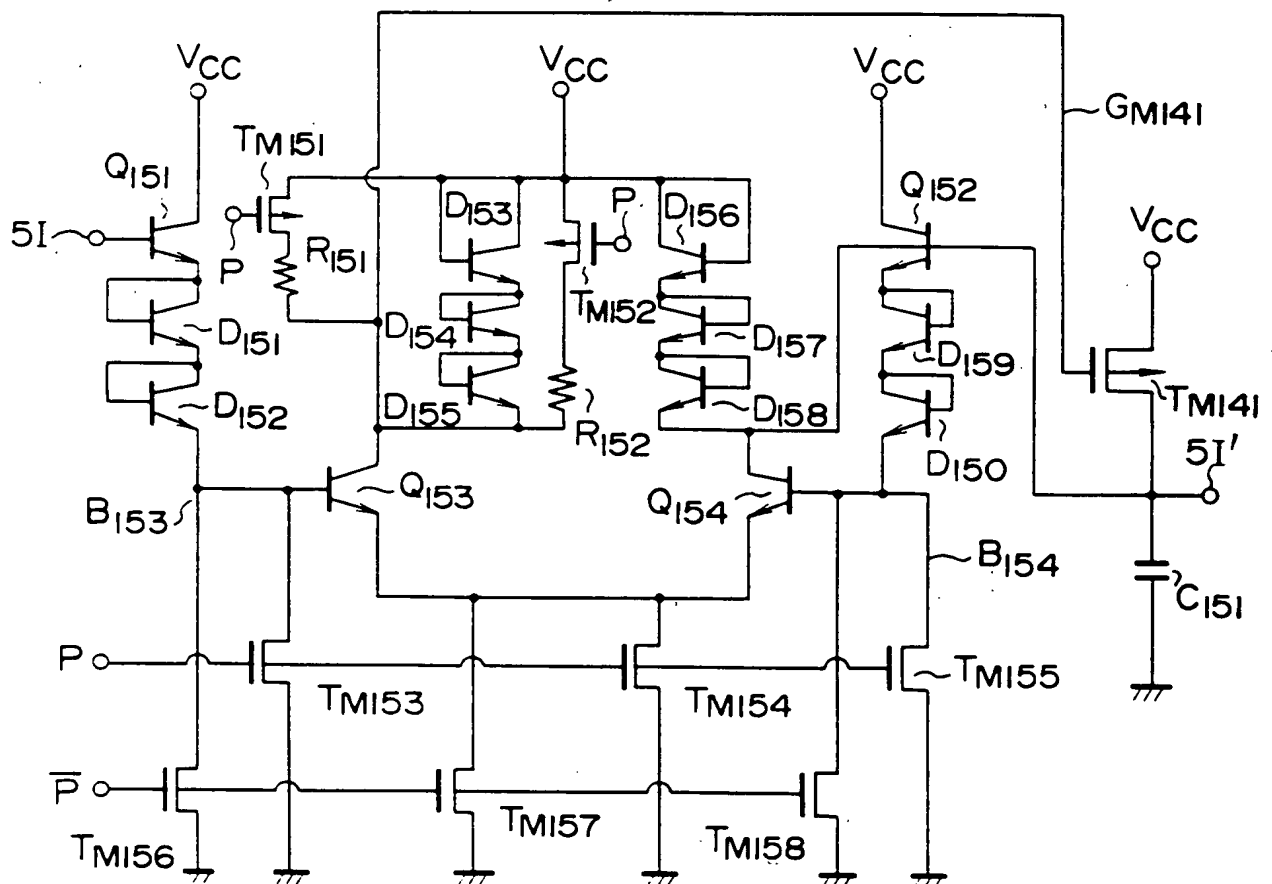 VCC
VCC
VCC
GM141
TM151
Q151
Q152
P
D153
D156
VCC
5I
P
R151
TM152
D154
D157
D151
D159
TM141
D152
D155
R152
D158
D150
5I'
Q153
Q154
B153
B154
C151
P
TM153
TM154
TM155
P̅
TM156
TM157
TM158